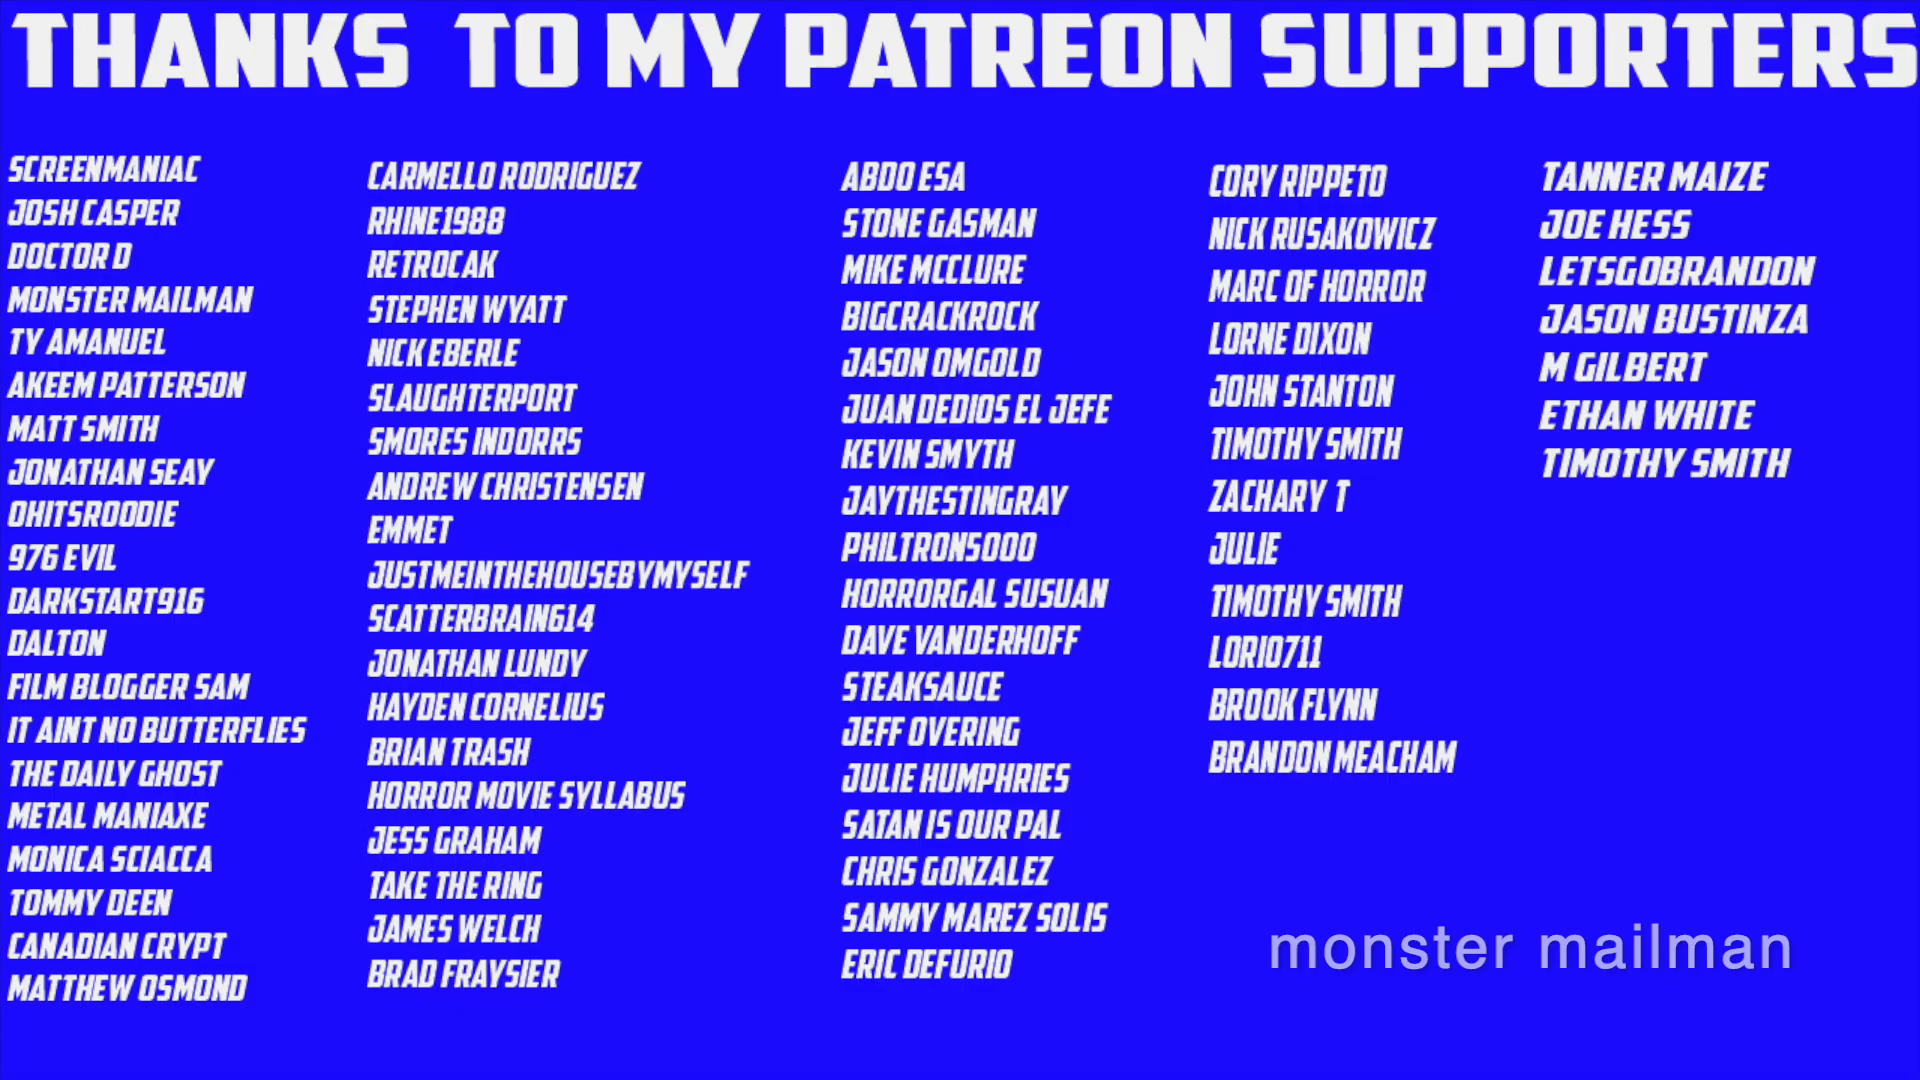 THANKS TO MY PATREON SUPPORTERS
SCREENMANIAC
JOSH CASPER
DOCTOR D
MONSTER MAILMAN
TY AMANUEL
AKEEM PATTERSON
MATT SMITH
JONATHAN SEAY
OHITSROODIE
976 EVIL
DARKSTART916
DALTON
FILM BLOGGER SAM
IT AINT NO BUTTERFLIES
THE DAILY GHOST
METAL MANIAXE
MONICA SCIACCA
TOMMY DEEN
CANADIAN CRYPT
MATTHEW OSMOND
CARMELLO RODRIGUEZ
RHINE1988
RETROCAK
STEPHEN WYATT
NICK EBERLE
SLAUGHTERPORT
SMORES INDORRS
ANDREW CHRISTENSEN
EMMET
JUSTMEINTHEHOUSEBYMYSELF
SCATTERBRAIN614
JONATHAN LUNDY
HAYDEN CORNELIUS
BRIAN TRASH
HORROR MOVIE SYLLABUS
JESS GRAHAM
TAKE THE RING
JAMES WELCH
BRAD FRAYSIER
ABDO ESA
STONE GASMAN
MIKE MCCLURE
BIGCRACKROCK
JASON OMGOLD
JUAN DEDIOS EL JEFE
KEVIN SMYTH
JAYTHESTINGRAY
PHILTRON5000
HORRORGAL SUSUAN
DAVE VANDERHOFF
STEAKSAUCE
JEFF OVERING
JULIE HUMPHRIES
SATAN IS OUR PAL
CHRIS GONZALEZ
SAMMY MAREZ SOLIS
ERIC DEFURIO
CORY RIPPETO
NICK RUSAKOWICZ
MARC OF HORROR
LORNE DIXON
JOHN STANTON
TIMOTHY SMITH
ZACHARY T
JULIE
TIMOTHY SMITH
LORI0711
BROOK FLYNN
BRANDON MEACHAM
TANNER MAIZE
JOE HESS
LETSGOBRANDON
JASON BUSTINZA
M GILBERT
ETHAN WHITE
TIMOTHY SMITH
monster mailman